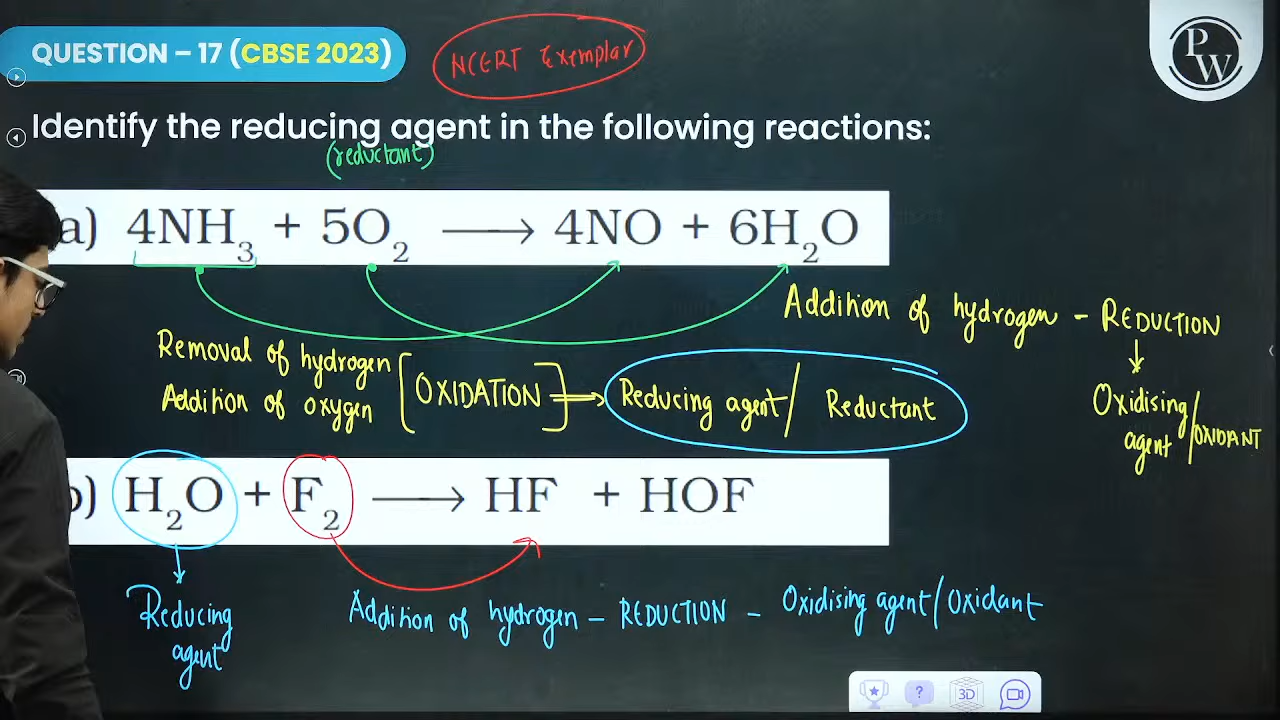 QUESTION – 17 (CBSE 2023)
NCERT Exemplar
PW
Identify the reducing agent in the following reactions:
(reductant)
a) 4NH₃ + 5O₂ ⟶ 4NO + 6H₂O
Addition of hydrogen – REDUCTION
Removal of hydrogen
Addition of oxygen
[OXIDATION]
Reducing agent / Reductant
Oxidising agent / OXIDANT
b) H₂O + F₂ ⟶ HF + HOF
Reducing agent
Addition of hydrogen – REDUCTION – Oxidising agent / Oxidant
3D